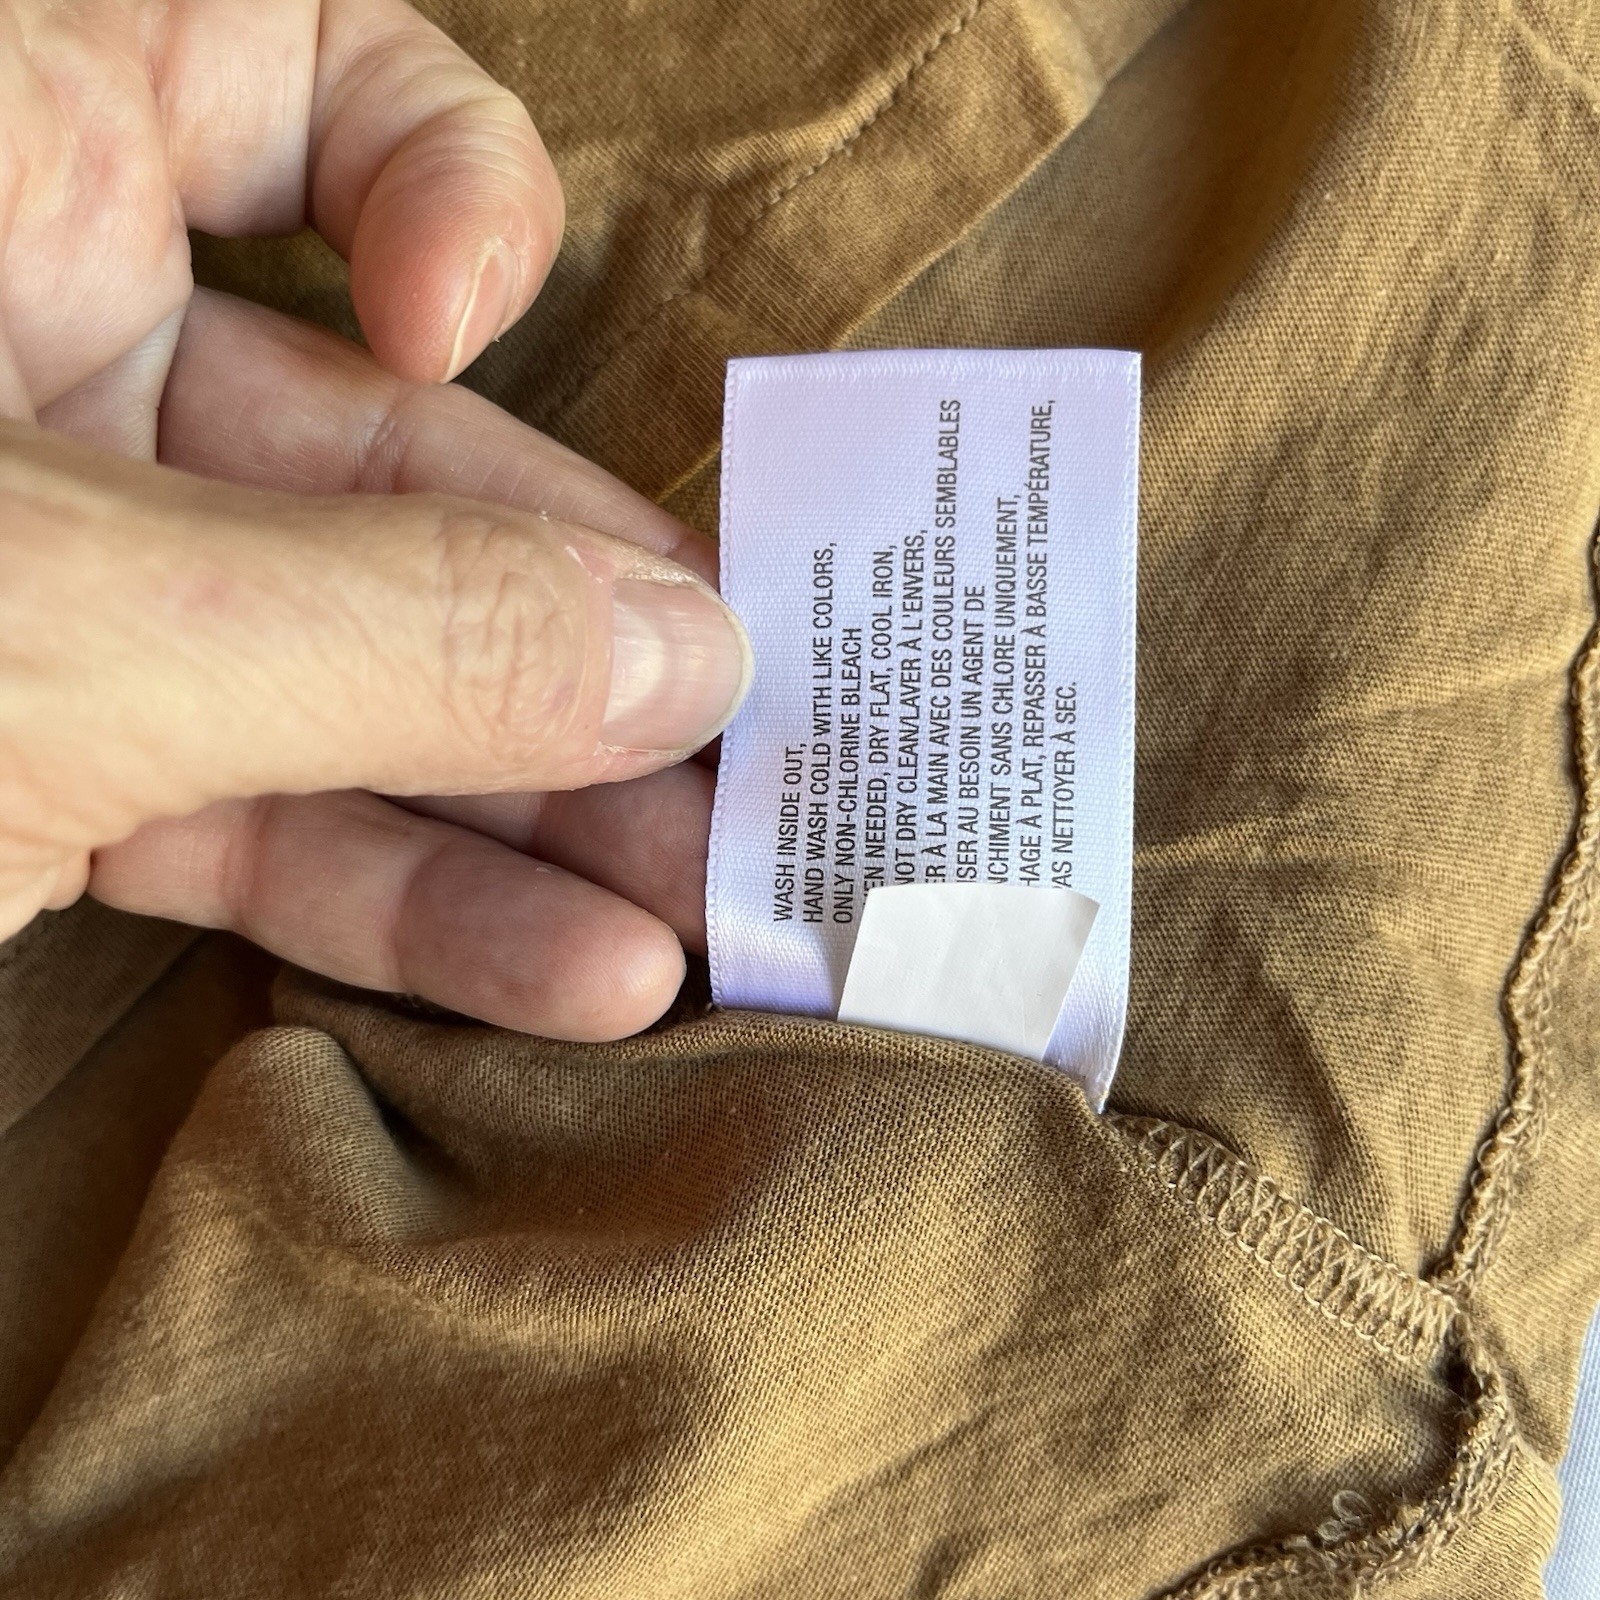 WASH INSIDE OUT,
HAND WASH COLD WITH LIKE COLORS,
ONLY NON-CHLORINE BLEACH
NEEDED, DRY FLAT, COOL IRON,
NOT DRY CLEAN/LAVER À L'ENVERS,
À LA MAIN AVEC DES COULEURS SEMBLABLES
AU BESOIN UN AGENT DE
SANS CHLORE UNIQUEMENT,
À PLAT, REPASSER À BASSE TEMPÉRATURE,
PAS NETTOYER À SEC.